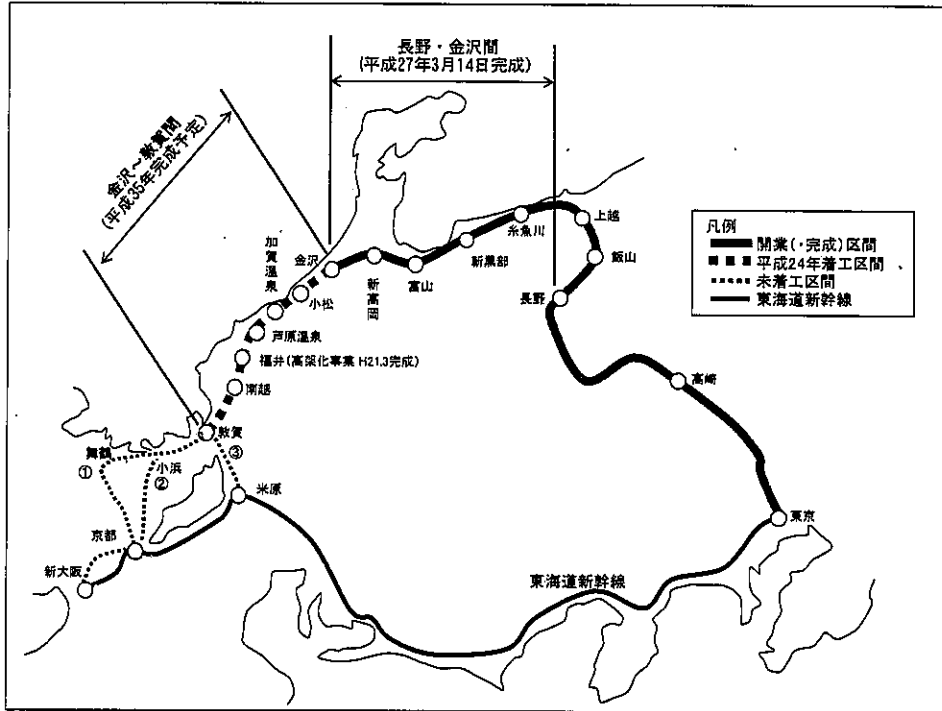 長野・金沢間
(平成27年3月14日完成)
金沢～敦賀間
(平成35年完成予定)
加賀温泉
金沢
小松
芦原温泉
福井(高架化事業 H21.3完成)
南越
敦賀
新高岡
富山
新黒部
糸魚川
上越
飯山
長野
高崎
東京
凡例
開業(・完成)区間
平成24年着工区間
未着工区間
東海道新幹線
舞鶴
①
小浜
②
③
米原
京都
新大阪
東海道新幹線